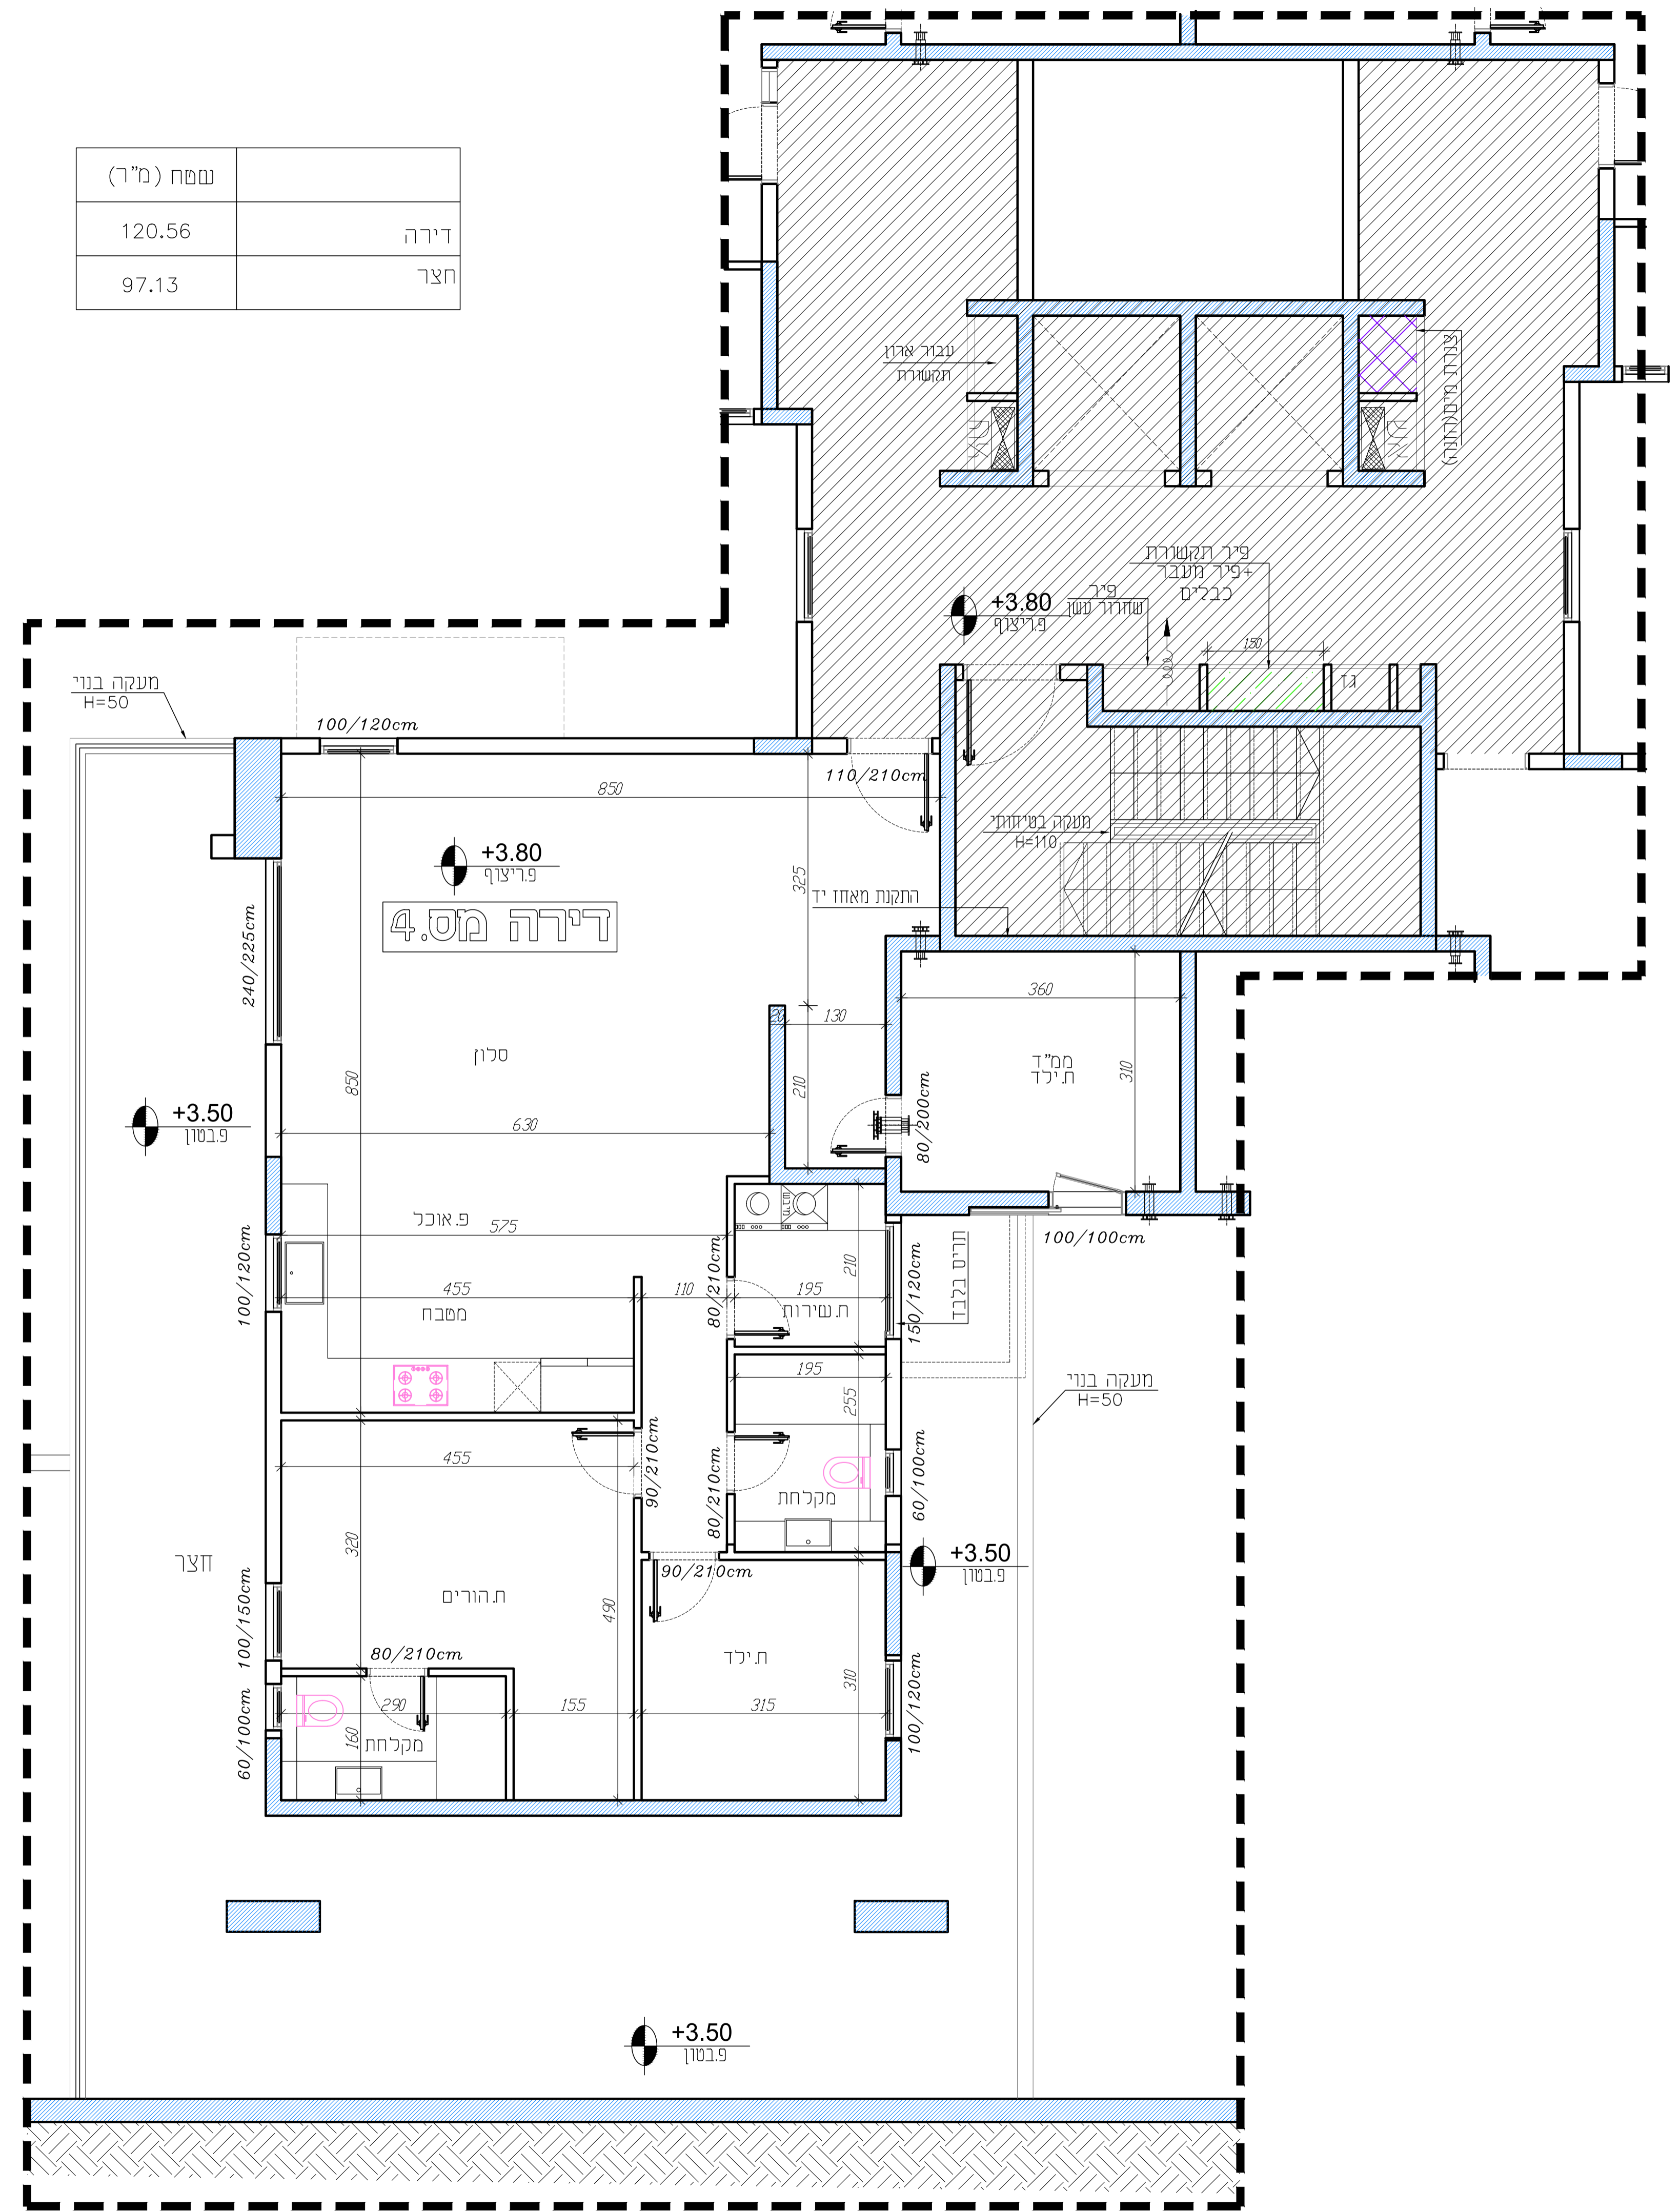 שטח (מ"ר)
דירה 120.56
חצר 97.13
עבור ארון
תקשורת
צנרת מים(הזנה)
פיר תקשורת
+פיר מעבר
כבלים
פיר
שחרור עשן
+3.80
פ.ריצוף
150
גז
מעקה בנוי
H=50
100/120cm
110/210cm
850
מעקה בטיחותי
H=110
+3.80
פ.ריצוף
325
התקנת מאחז יד
דירה מס.4
240/225cm
360
20
130
סלון
ממ"ד
ח.ילד
310
850
210
80/200cm
+3.50
פ.בטון
630
פ.אוכל
575
100/100cm
תריס בלבד
100/120cm
80/210cm
210
150/120cm
455
110
195
מטבח
ח.שירות
195
מעקה בנוי
H=50
255
455
90/210cm
80/210cm
60/100cm
מקלחת
320
חצר
+3.50
פ.בטון
90/210cm
ח.הורים
490
100/150cm
80/210cm
ח.ילד
310
290
155
315
100/120cm
60/100cm
160
מקלחת
+3.50
פ.בטון